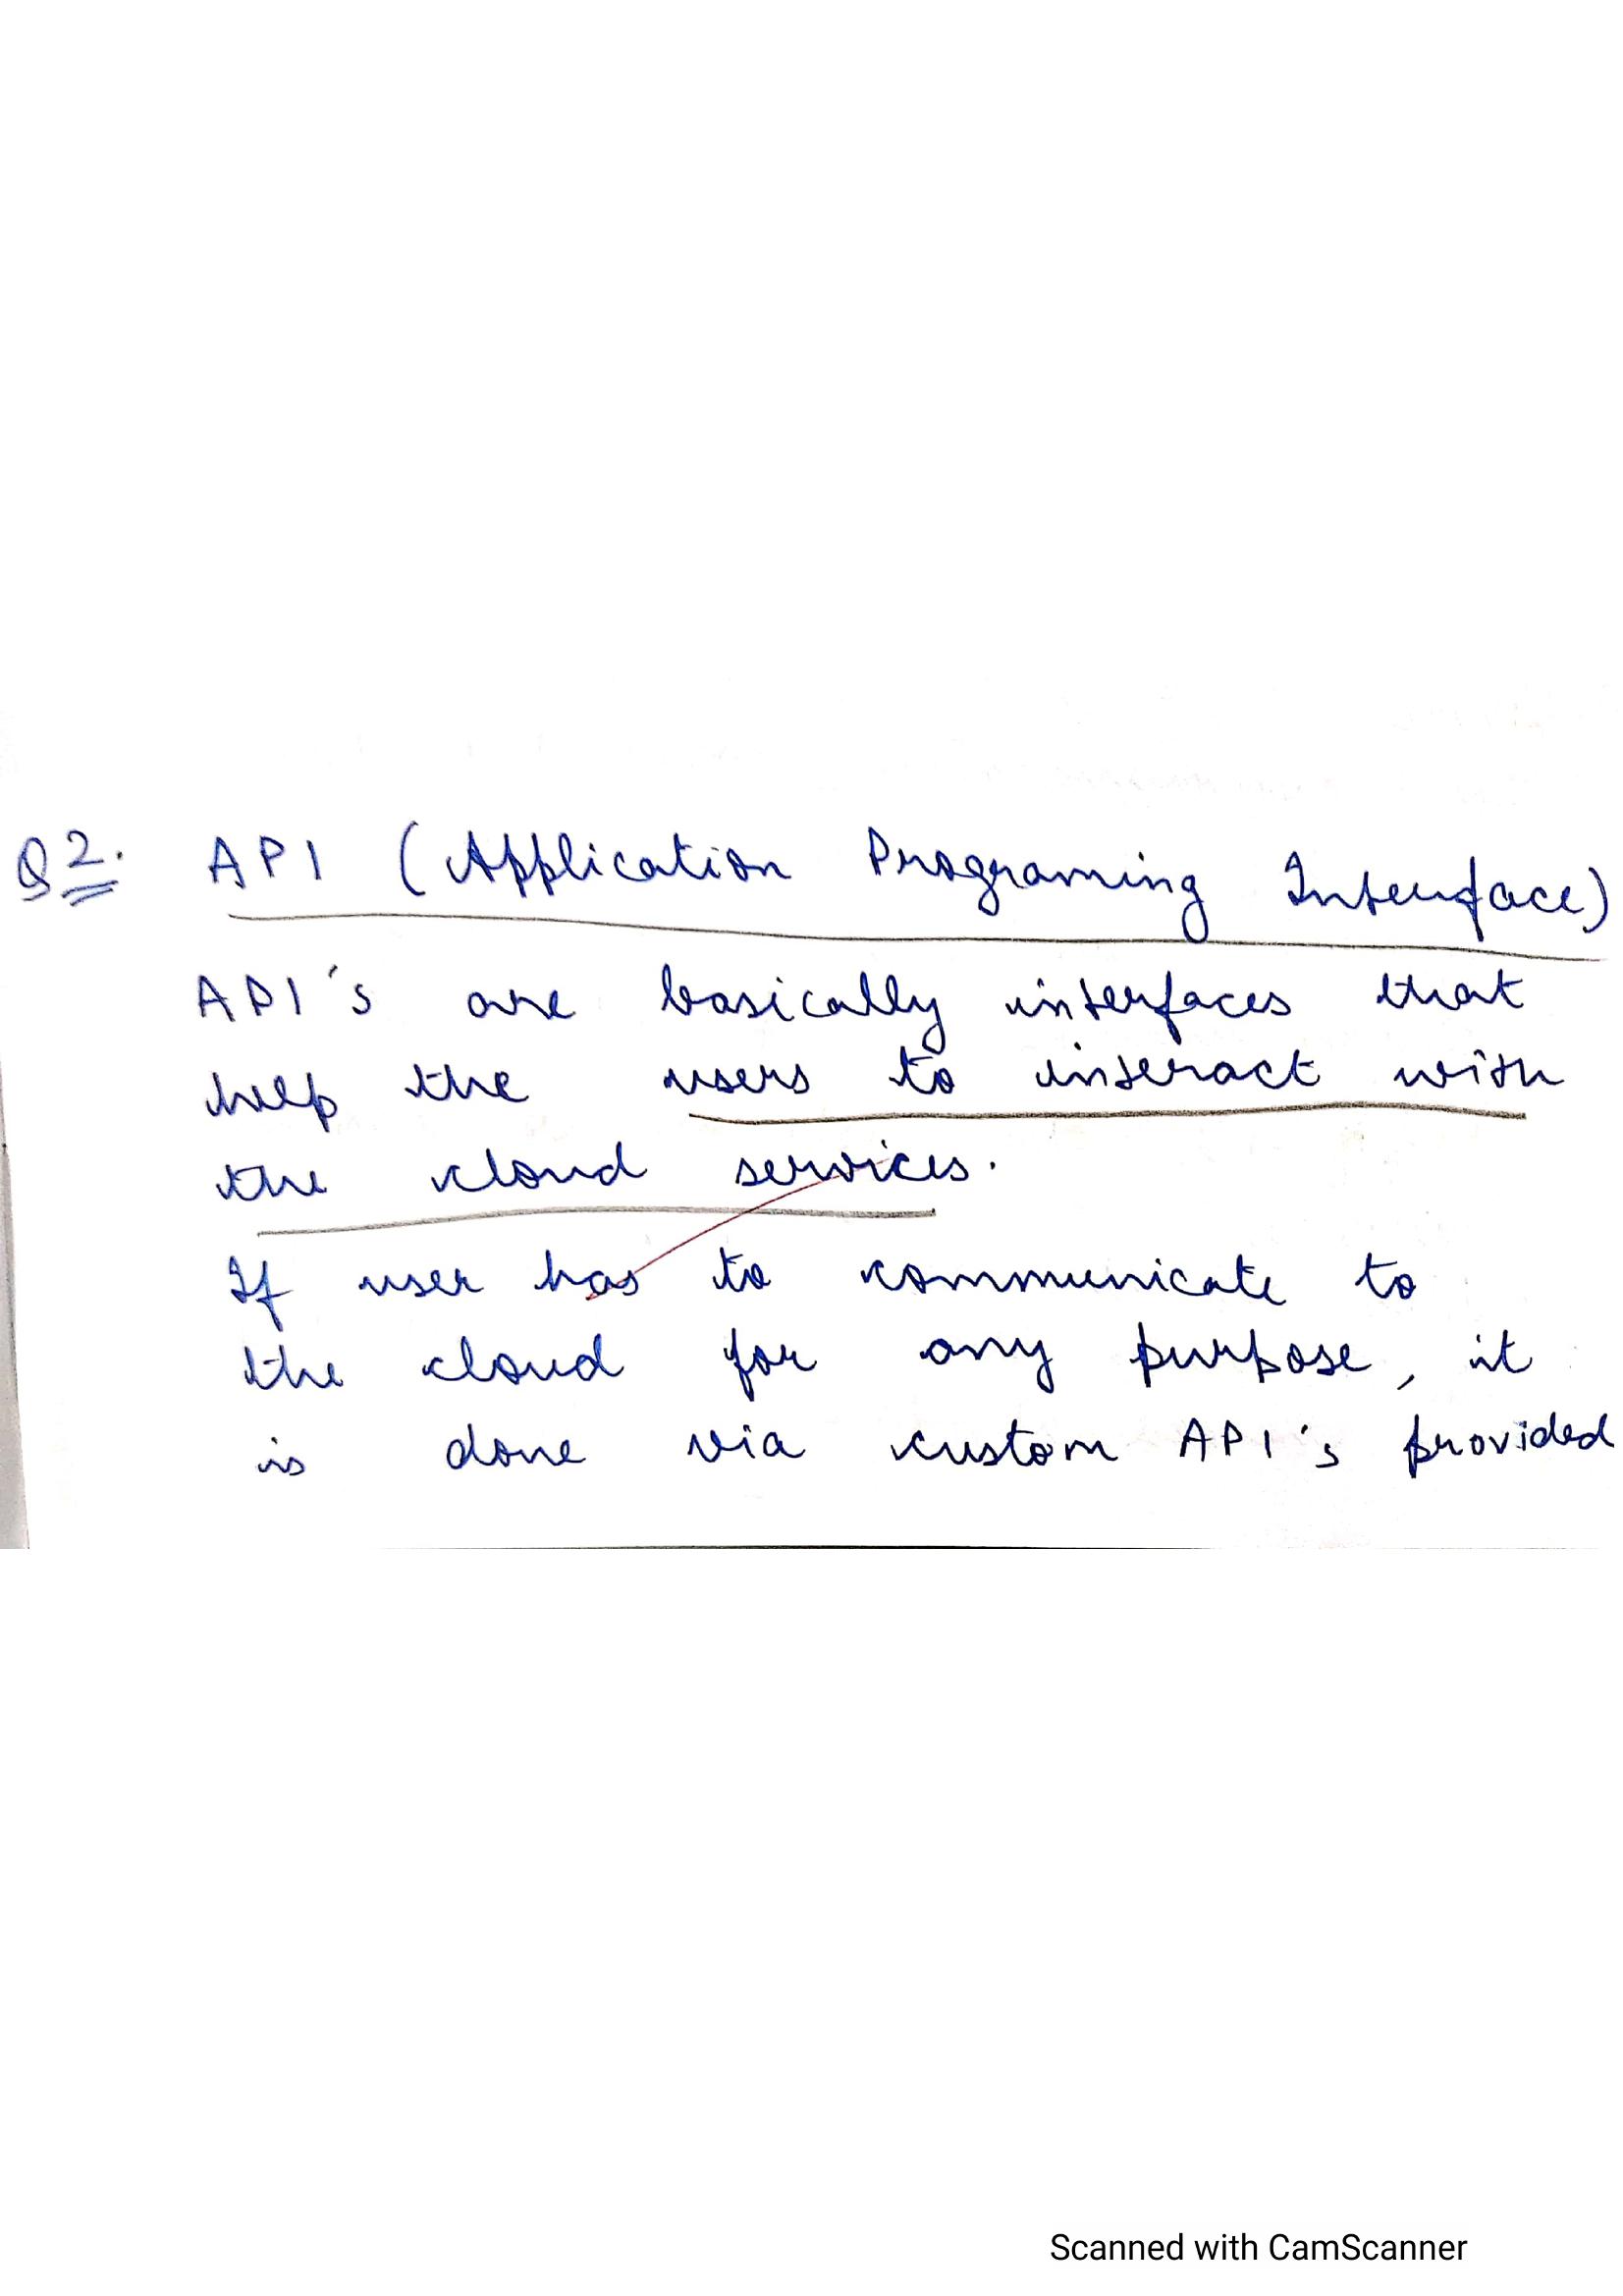 Q2. API (Application Programing Interface)
API's are basically interfaces that
help the users to interact with
the cloud services.
If user has to communicate to
the cloud for any purpose, it
is done via custom API's provided
Scanned with CamScanner